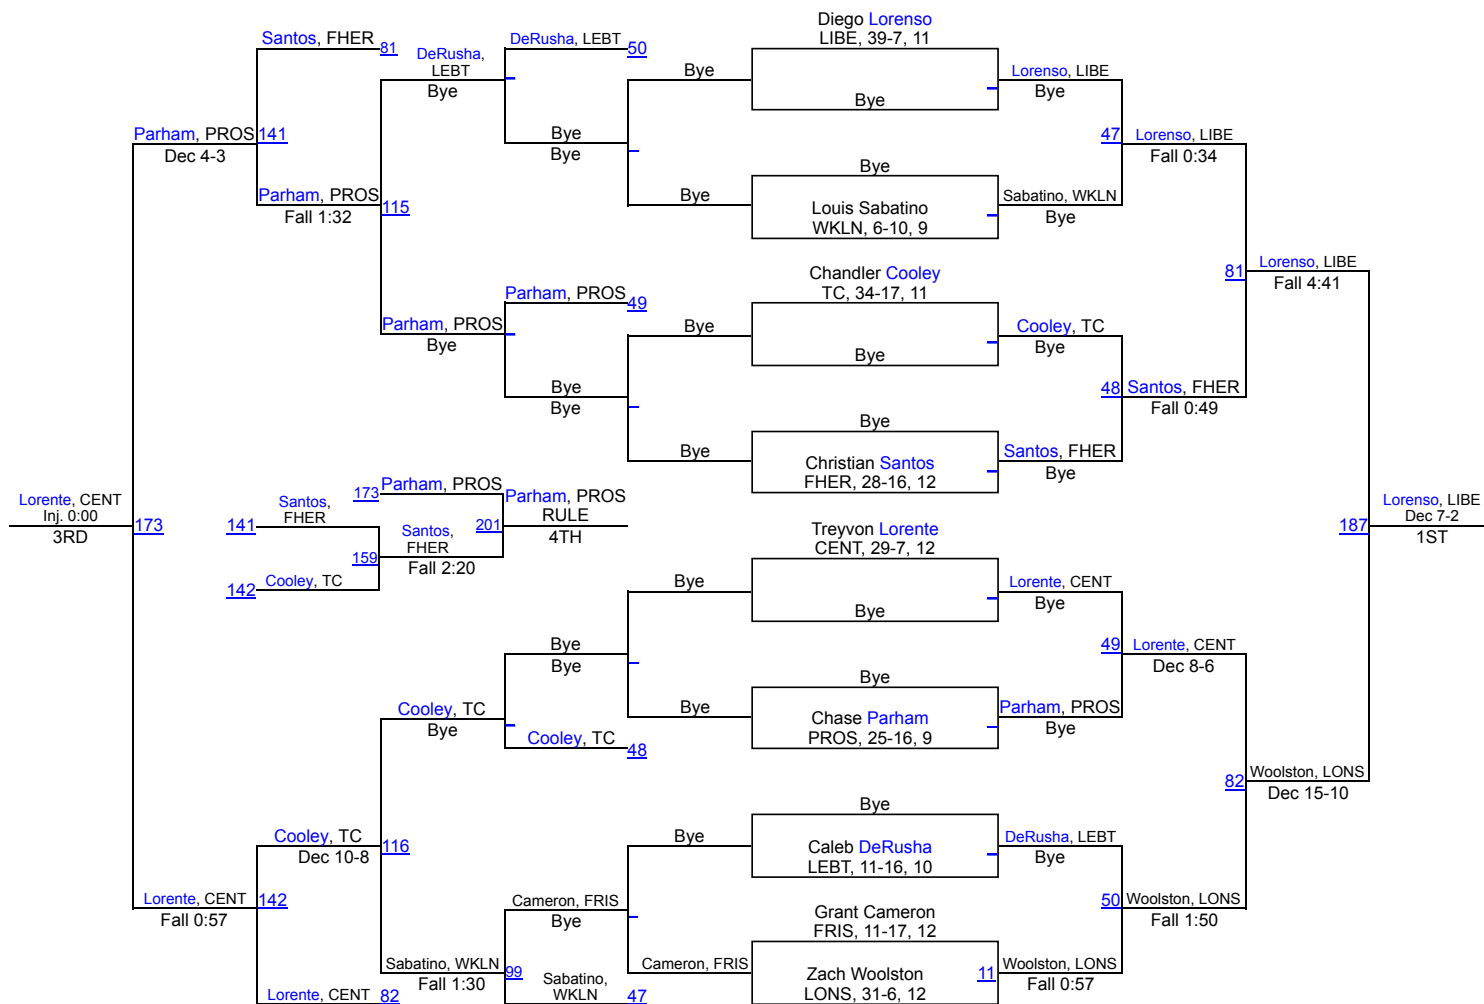 Diego Lorenso
LIBE, 39-7, 11
Santos, FHER 81
DeRusha, LEBT 50
DeRusha,
LEBT
Bye
Bye
Lorenso, LIBE
Bye
Bye
Parham, PROS 141
Dec 4-3
Bye
Bye
47 Lorenso, LIBE
Fall 0:34
Bye
Parham, PROS
Fall 1:32
115
Bye
Louis Sabatino
WKLN, 6-10, 9
Sabatino, WKLN
Bye
Chandler Cooley
TC, 34-17, 11
81 Lorenso, LIBE
Fall 4:41
Parham, PROS 49
Parham, PROS
Bye
Bye
Cooley, TC
Bye
Bye
Bye
Bye
48 Santos, FHER
Fall 0:49
Bye
Bye
Christian Santos
FHER, 28-16, 12
Santos, FHER
Bye
173 Parham, PROS
Parham, PROS
RULE
4TH
201
Lorente, CENT
Inj. 0:00
3RD
173
Santos,
FHER
141
Santos,
FHER
Fall 2:20
159
142 Cooley, TC
Treyvon Lorente
CENT, 29-7, 12
187 Lorenso, LIBE
Dec 7-2
1ST
Bye
Lorente, CENT
Bye
Bye
Bye
Bye
49 Lorente, CENT
Dec 8-6
Bye
Cooley, TC
Bye
Bye
Chase Parham
PROS, 25-16, 9
Parham, PROS
Bye
Cooley, TC 48
82 Woolston, LONS
Dec 15-10
Bye
Cooley, TC
Dec 10-8
116
Bye
Caleb DeRusha
LEBT, 11-16, 10
DeRusha, LEBT
Bye
Lorente, CENT 142
Fall 0:57
Cameron, FRIS
Bye
Grant Cameron
FRIS, 11-17, 12
50 Woolston, LONS
Fall 1:50
Sabatino, WKLN
Fall 1:30
99
Cameron, FRIS
Zach Woolston
LONS, 31-6, 12
11 Woolston, LONS
Fall 0:57
Sabatino,
WKLN 47
Lorente, CENT 82